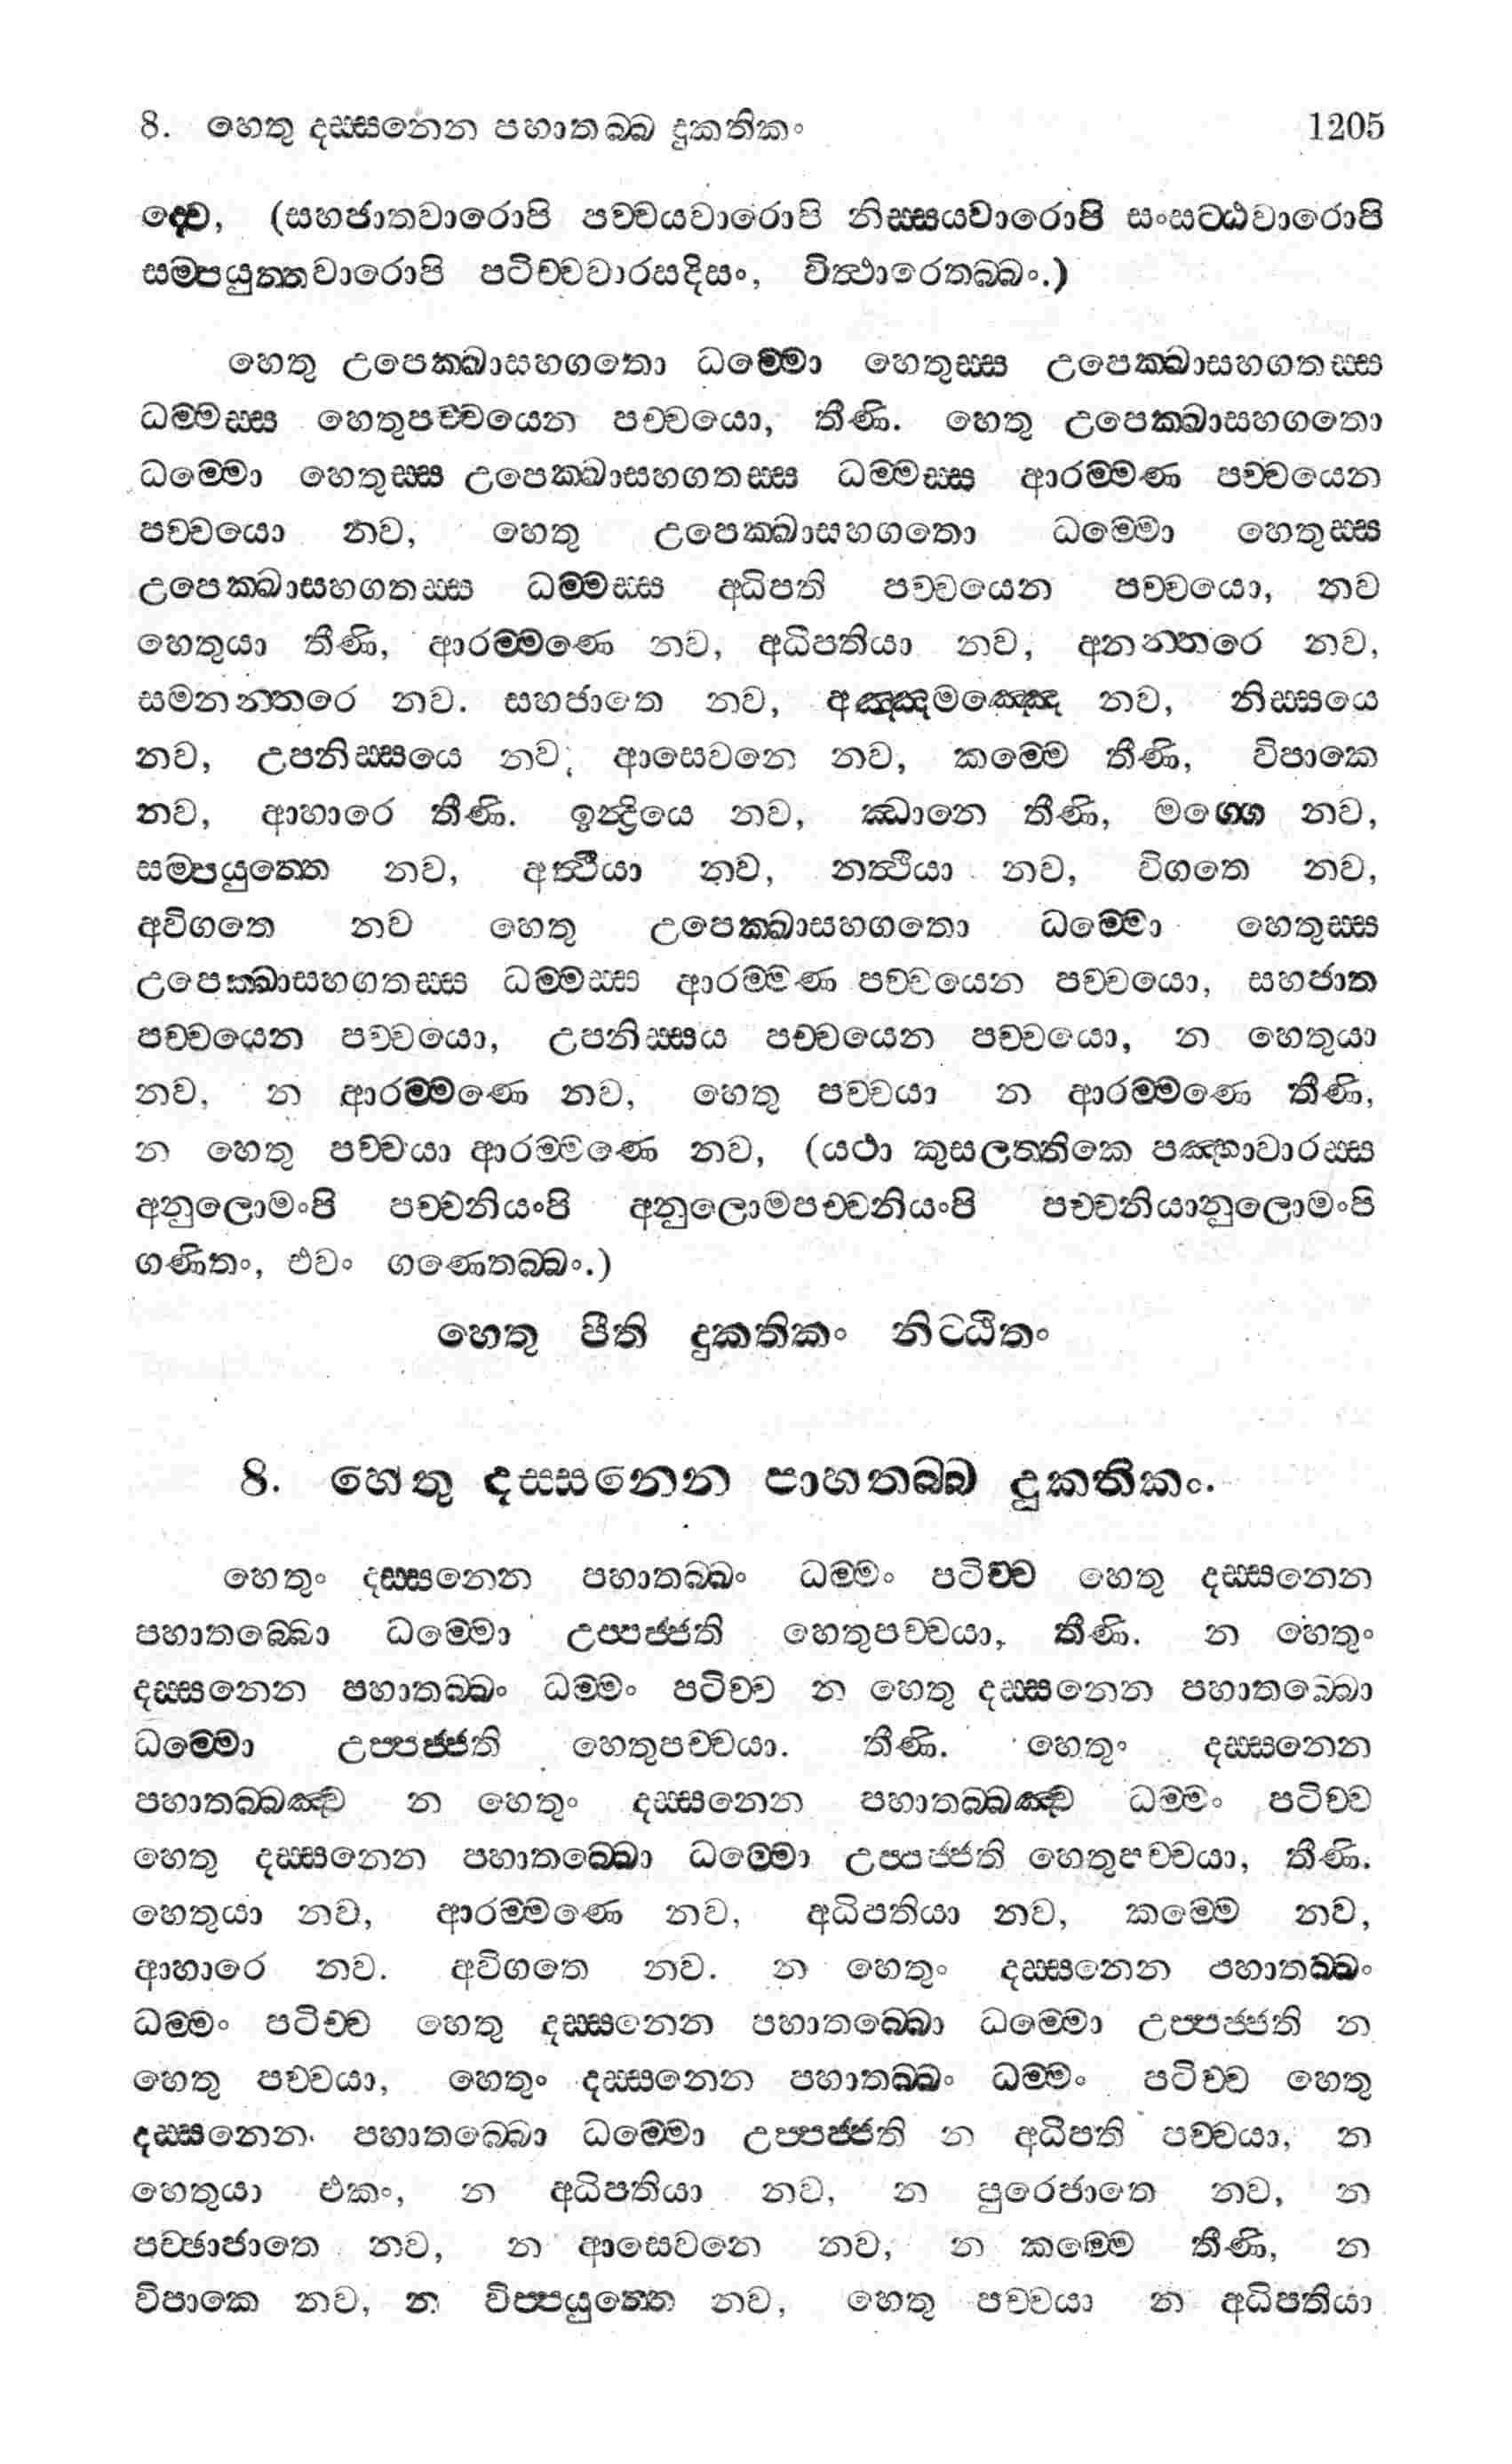 8. හෙතු දස්සනෙන පහාතබ්බ දුකතිකං 1205
ද්වෙ, (සහජාතවාරොපි පච්චයවාරොපි නිස්සයවාරොපි සංසට්ඨවාරොපි
සම්පයුත්තවාරොපි පටිච්චවාරසදිසං, විත්ථාරෙතබ්බං.)
හෙතු උපෙක්ඛාසහගතො ධම්මො හෙතුස්ස උපෙක්ඛාසහගතස්ස
ධම්මස්ස හෙතුපච්චයෙන පච්චයො, තීණි. හෙතු උපෙක්ඛාසහගතො
ධම්මො හෙතුස්ස උපෙක්ඛාසහගතස්ස ධම්මස්ස ආරම්මණ පච්චයෙන
පච්චයො නව, හෙතු උපෙක්ඛාසහගතො ධම්මො හෙතුස්ස
උපෙක්ඛාසහගතස්ස ධම්මස්ස අධිපති පච්චයෙන පච්චයො, නව
හෙතුයා තීණි, ආරම්මණෙ නව, අධිපතියා නව, අනන්තරෙ නව,
සමනන්තරෙ නව. සහජාතෙ නව, අඤ්ඤමඤ්ඤෙ නව, නිස්සයෙ
නව, උපනිස්සයෙ නව, ආසෙවනෙ නව, කම්මෙ තීණි, විපාකෙ
නව, ආහාරෙ තීණි. ඉන්ද්‍රියෙ නව, ඣානෙ තීණි, මග්ගෙ නව,
සම්පයුත්තෙ නව, අත්ථියා නව, නත්ථියා නව, විගතෙ නව,
අවිගතෙ නව හෙතු උපෙක්ඛාසහගතො ධම්මො හෙතුස්ස
උපෙක්ඛාසහගතස්ස ධම්මස්ස ආරම්මණ පච්චයෙන පච්චයො, සහජාත
පච්චයෙන පච්චයො, උපනිස්සය පච්චයෙන පච්චයො, න හෙතුයා
නව, න ආරම්මණෙ නව, හෙතු පච්චයා න ආරම්මණෙ තීණි,
න හෙතු පච්චයා ආරම්මණෙ නව, (යථා කුසලත්තිකෙ පඤ්හාවාරස්ස
අනුලොමංපි පච්චනියංපි අනුලොමපච්චනියංපි පච්චනියානුලොමංපි
ගණිතං, එවං ගණෙතබ්බං.)
හෙතු පීති දුකතිකං නිට්ඨිතං
8. හෙතු දස්සනෙන පාහතබ්බ දුකතිකං.
හෙතුං දස්සනෙන පහාතබ්බං ධම්මං පටිච්ච හෙතු දස්සනෙන
පහාතබ්බො ධම්මො උප්පජ්ජති හෙතුපච්චයා, තීණි. න හෙතුං
දස්සනෙන පහාතබ්බං ධම්මං පටිච්ච න හෙතු දස්සනෙන පහාතබ්බො
ධම්මො උප්පජ්ජති හෙතුපච්චයා. තීණි. හෙතුං දස්සනෙන
පහාතබ්බඤ්ච න හෙතුං දස්සනෙන පහාතබ්බඤ්ච ධම්මං පටිච්ච
හෙතු දස්සනෙන පහාතබ්බො ධම්මො උප්පජ්ජති හෙතුපච්චයා, තීණි.
හෙතුයා නව, ආරම්මණෙ නව, අධිපතියා නව, කම්මෙ නව,
ආහාරෙ නව. අවිගතෙ නව. න හෙතුං දස්සනෙන පහාතබ්බං
ධම්මං පටිච්ච හෙතු දස්සනෙන පහාතබ්බො ධම්මො උප්පජ්ජති න
හෙතු පච්චයා, හෙතුං දස්සනෙන පහාතබ්බං ධම්මං පටිච්ච හෙතු
දස්සනෙන පහාතබ්බො ධම්මො උප්පජ්ජති න අධිපති පච්චයා, න
හෙතුයා එකං, න අධිපතියා නව, න පුරෙජාතෙ නව, න
පච්ඡාජාතෙ නව, න ආසෙවනෙ නව, න කම්මෙ තීණි, න
විපාකෙ නව, න විප්පයුත්තෙ නව, හෙතු පච්චයා න අධිපතියා